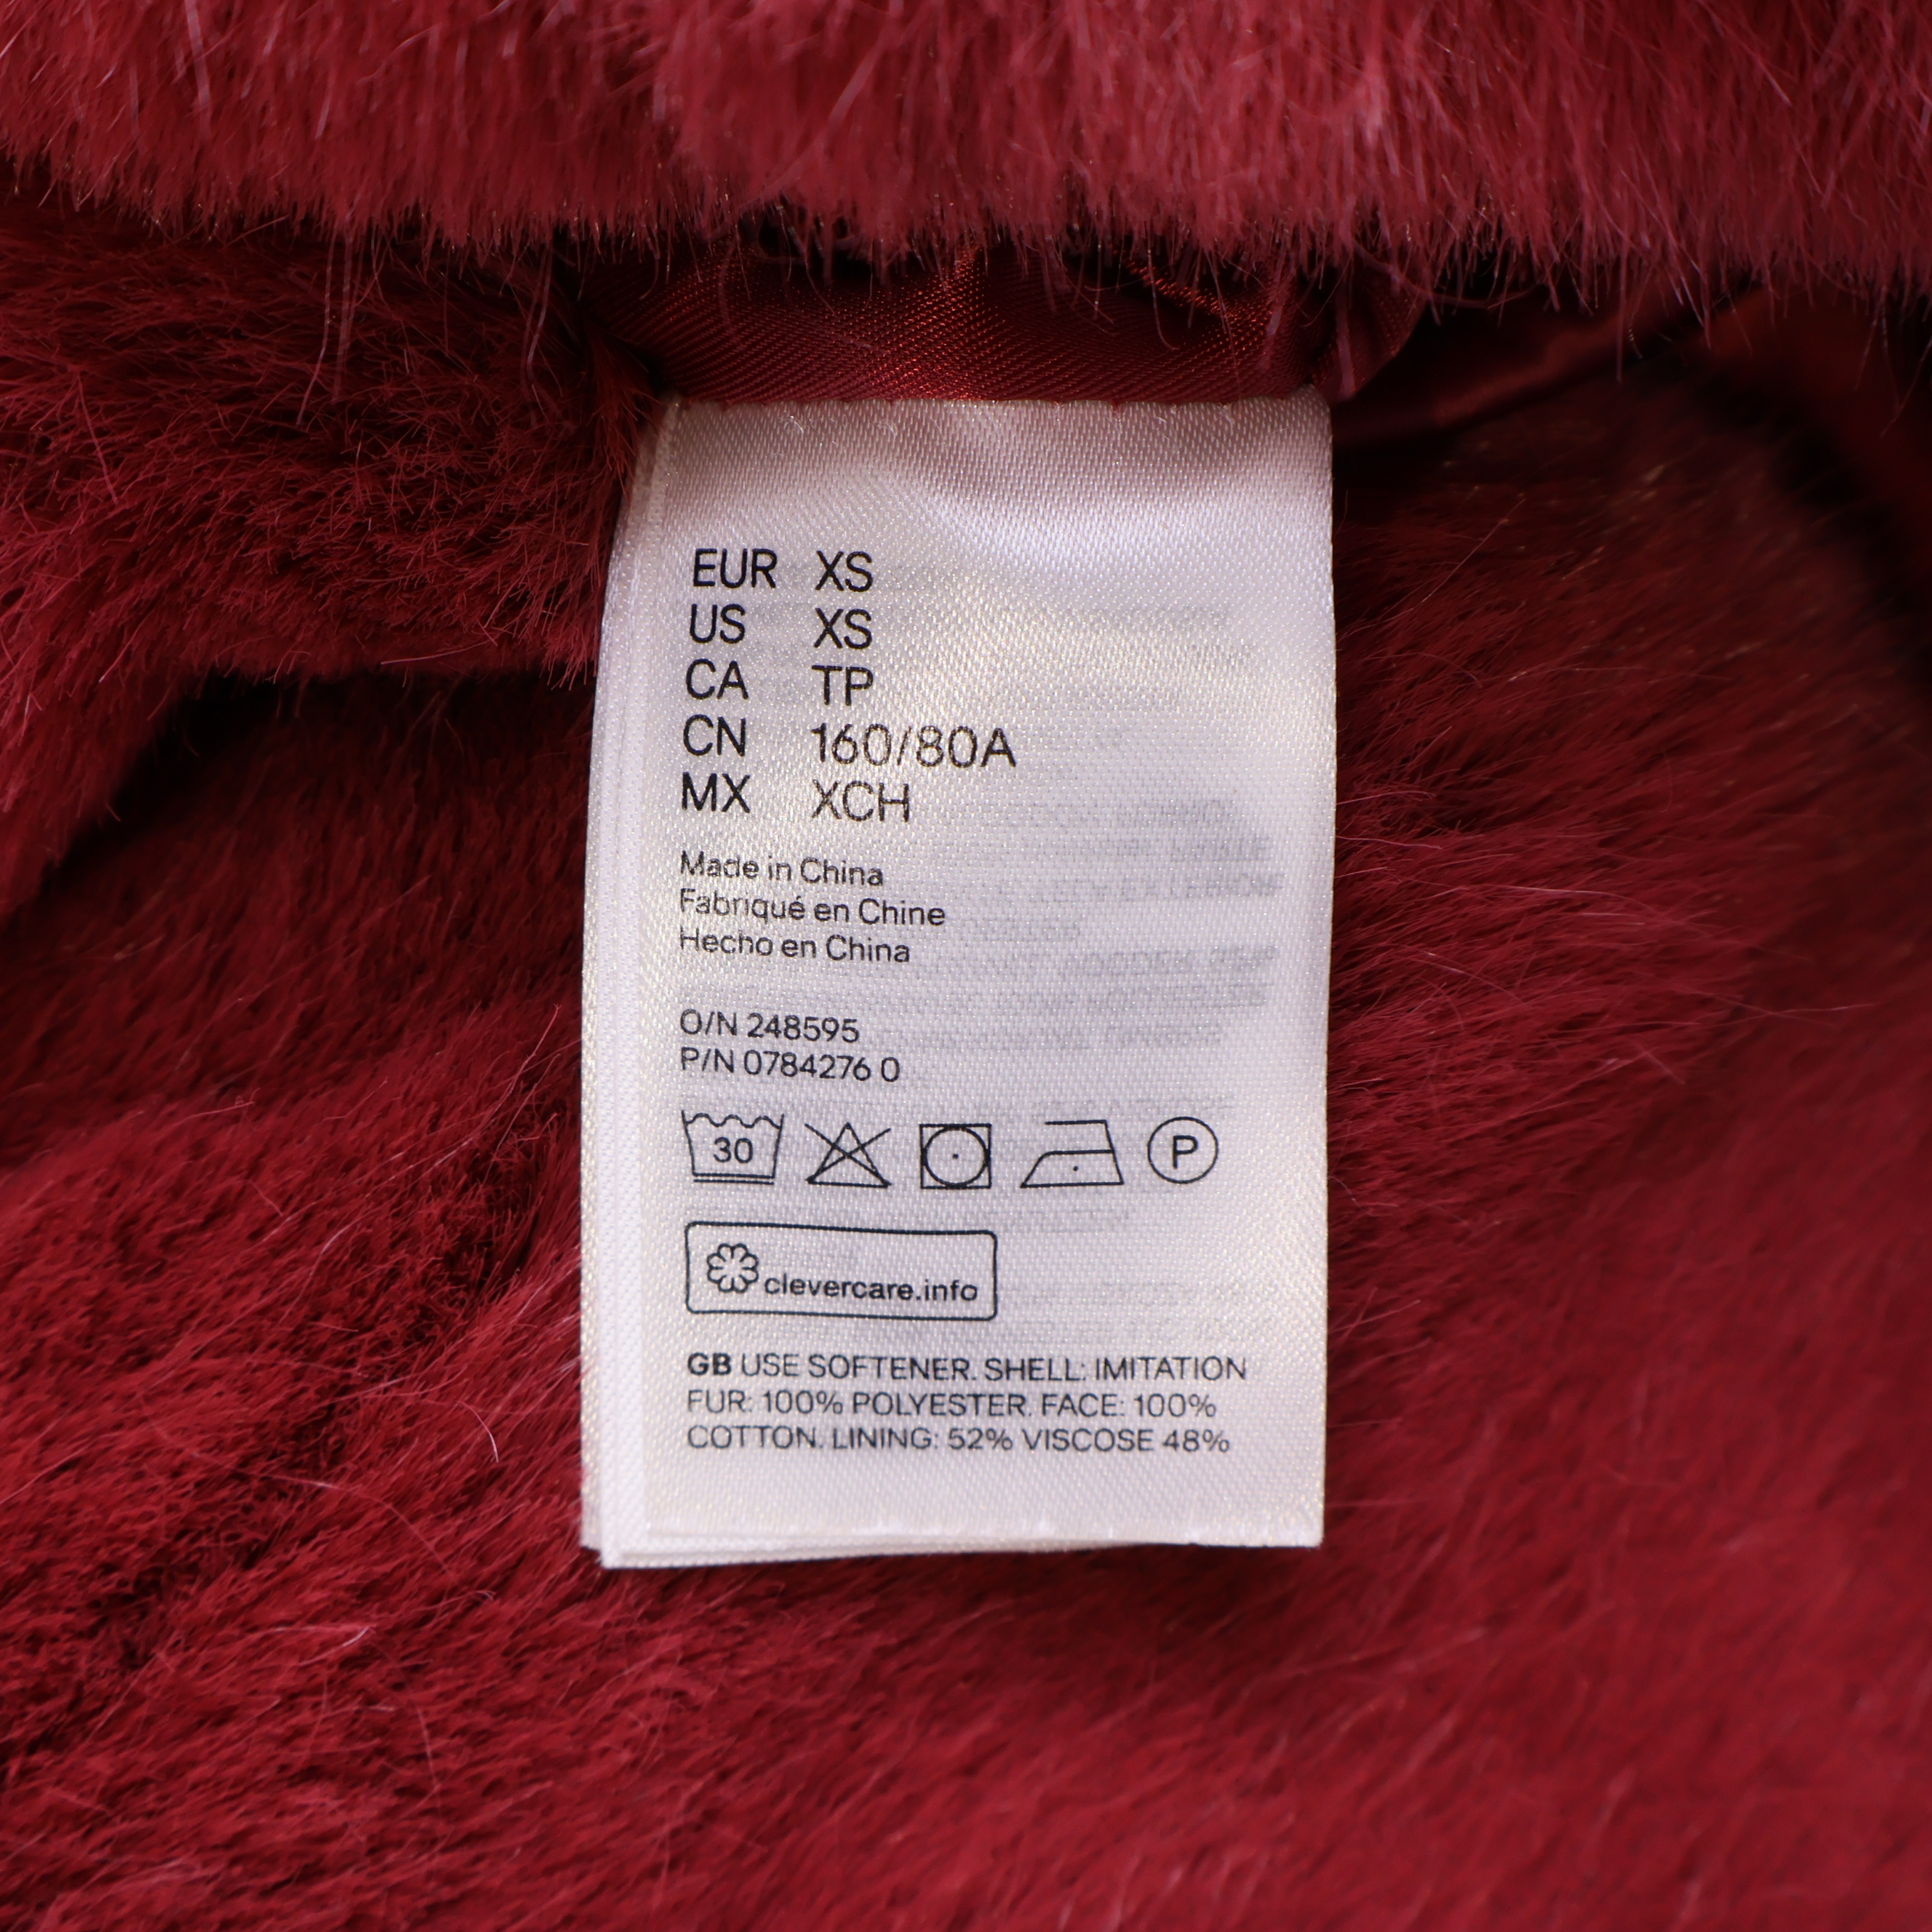 EUR XS
US XS
CA TP
CN 160/80A
MX XCH
Made in China
Fabriqué en Chine
Hecho en China
O/N 248595
P/N 0784276 0
30
P
clevercare.info
GB USE SOFTENER. SHELL: IMITATION
FUR: 100% POLYESTER. FACE: 100%
COTTON. LINING: 52% VISCOSE 48%